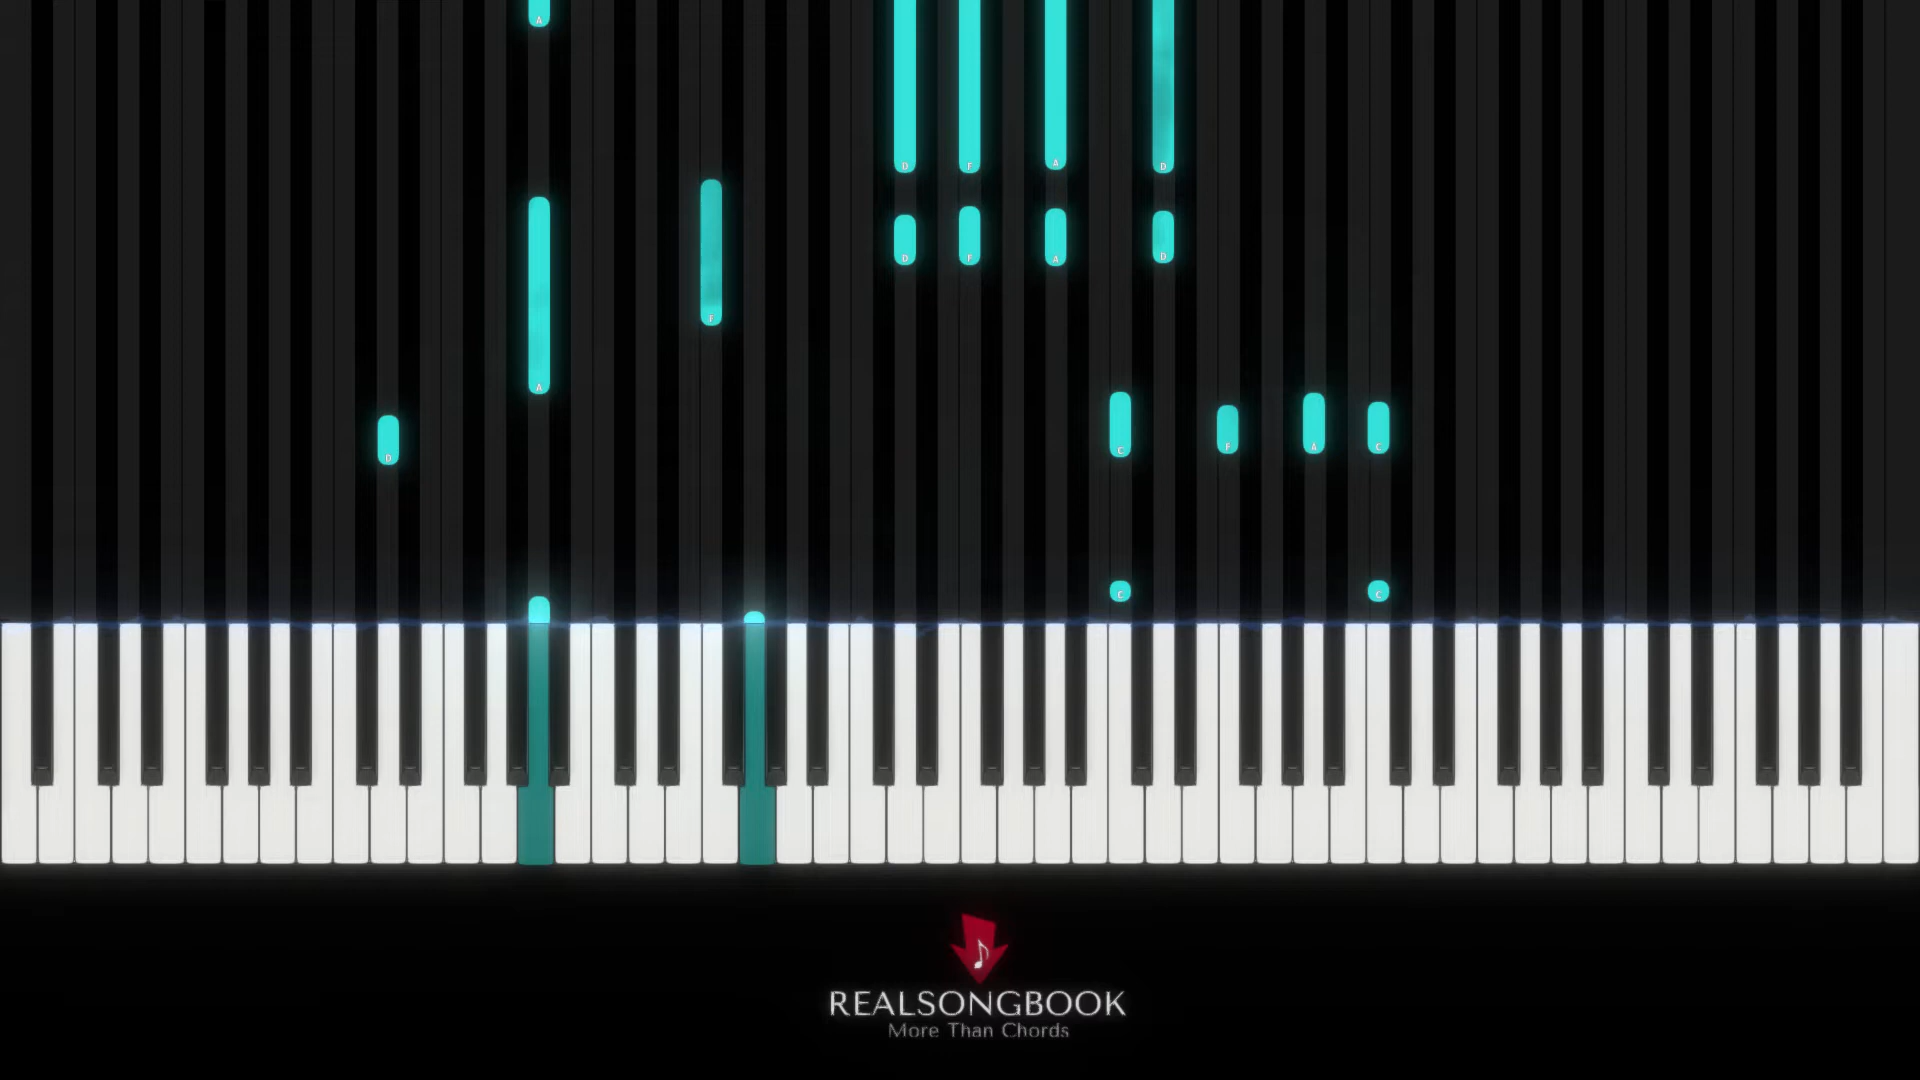 A
D F A D
D F A D
F
A
C F A C
D
C C
REALSONGBOOK
More Than Chords